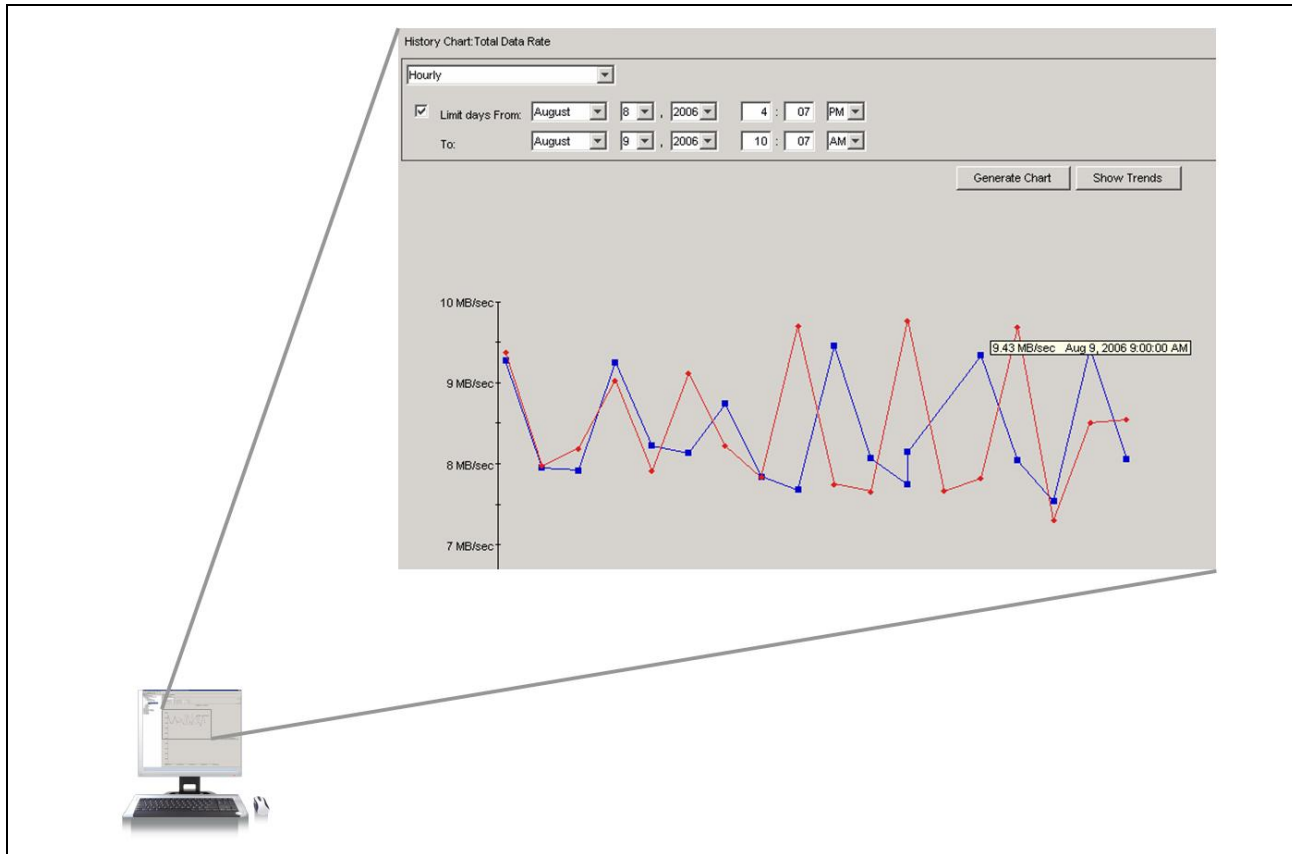 History Chart:Total Data Rate
Hourly
Limit days From: August 8 , 2006 4 : 07 PM
To: August 9 , 2006 10 : 07 AM
Generate Chart Show Trends
10 MB/sec
9.43 MB/sec Aug 9, 2006 9:00:00 AM
9 MB/sec
8 MB/sec
7 MB/sec